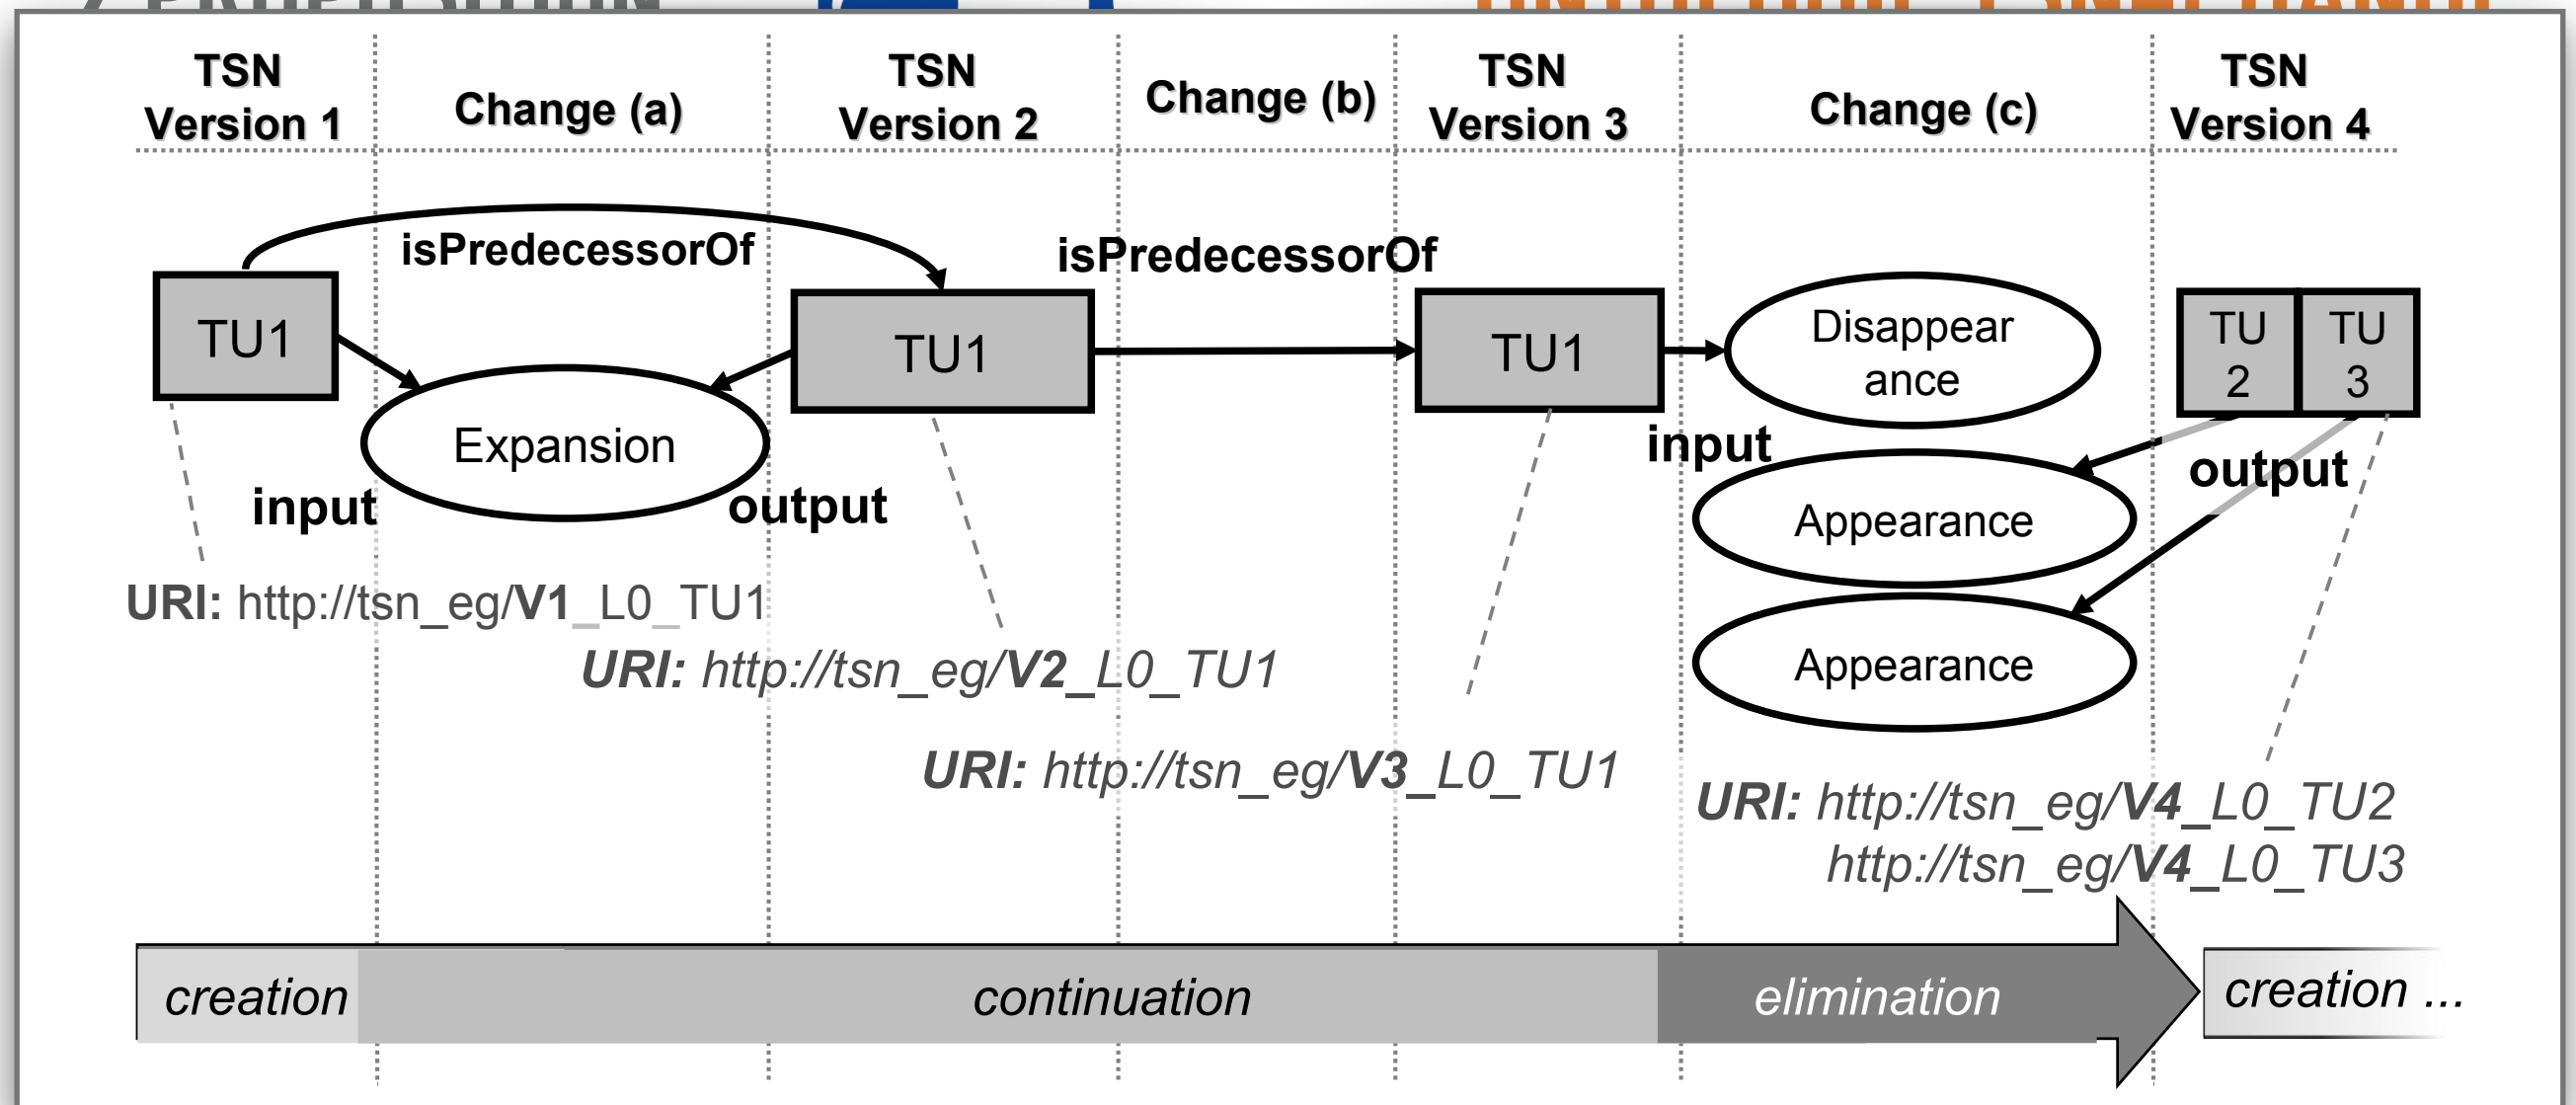 TSN
Version 1
Change (a)
TSN
Version 2
Change (b)
TSN
Version 3
Change (c)
TSN
Version 4
isPredecessorOf
isPredecessorOf
TU1
TU1
TU1
Disappear
ance
TU
2
TU
3
Expansion
input
output
input
output
Appearance
Appearance
URI: http://tsn_eg/V1_L0_TU1
URI: http://tsn_eg/V2_L0_TU1
URI: http://tsn_eg/V3_L0_TU1
URI: http://tsn_eg/V4_L0_TU2
http://tsn_eg/V4_L0_TU3
creation
continuation
elimination
creation ...